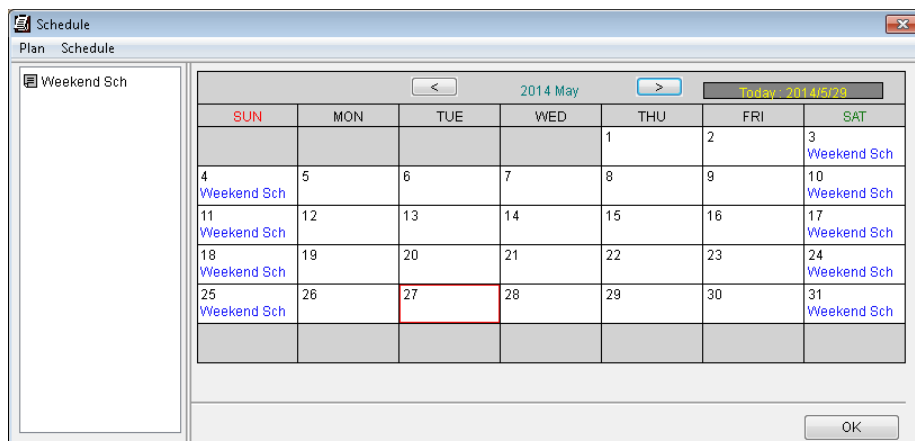 Schedule
Plan Schedule
Weekend Sch
< 2014 May > Today : 2014/5/29
SUN MON TUE WED THU FRI SAT
1 2 3
Weekend Sch
4 5 6 7 8 9 10
Weekend Sch Weekend Sch
11 12 13 14 15 16 17
Weekend Sch Weekend Sch
18 19 20 21 22 23 24
Weekend Sch Weekend Sch
25 26 27 28 29 30 31
Weekend Sch Weekend Sch
OK